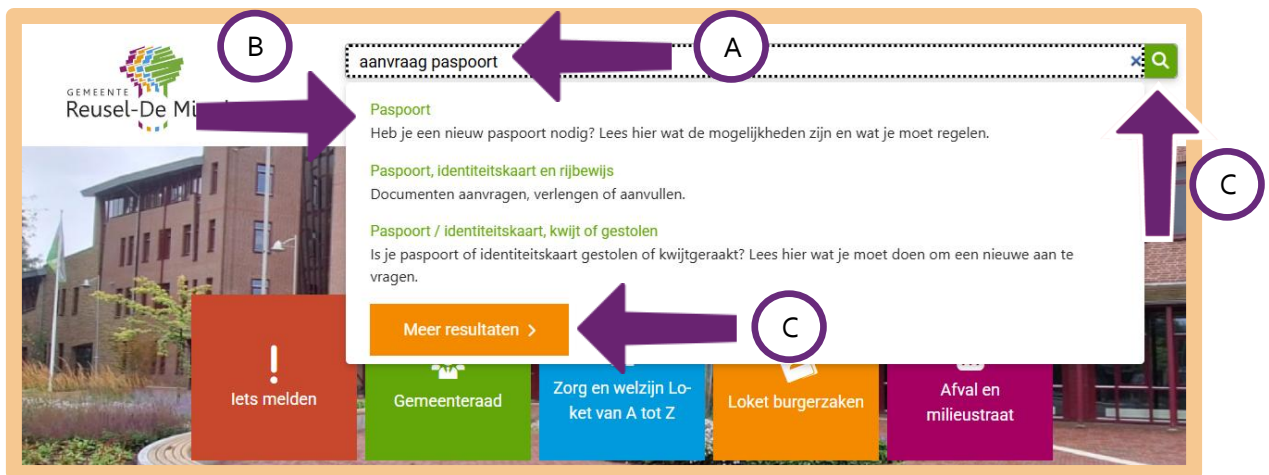 B
A
aanvraag paspoort
GEMEENTE
Reusel-De Mi
Paspoort
Heb je een nieuw paspoort nodig? Lees hier wat de mogelijkheden zijn en wat je moet regelen.
Paspoort, identiteitskaart en rijbewijs
Documenten aanvragen, verlengen of aanvullen.
C
Paspoort / identiteitskaart, kwijt of gestolen
Is je paspoort of identiteitskaart gestolen of kwijtgeraakt? Lees hier wat je moet doen om een nieuwe aan te
vragen.
Meer resultaten
C
Iets melden
Gemeenteraad
Zorg en welzijn Lo-
ket van A tot Z
Loket burgerzaken
Afval en
milieustraat